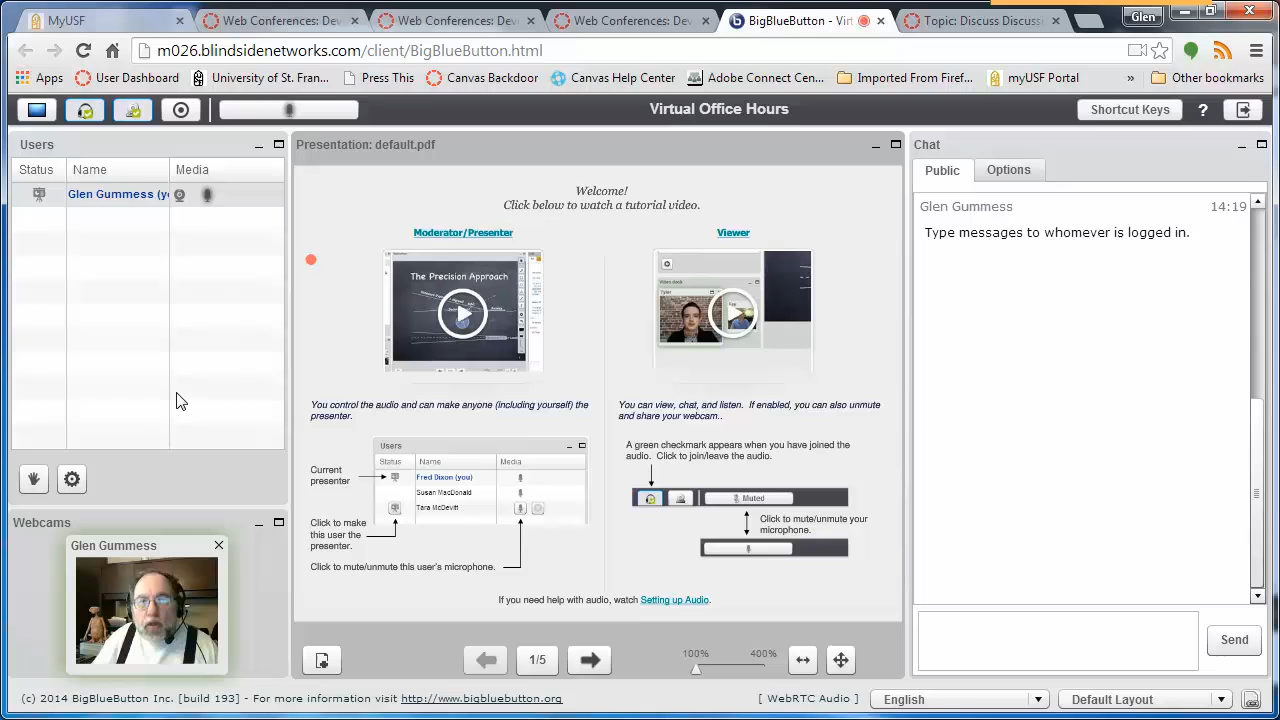 MyUSF
Web Conferences: Dev
Web Conferences: Dev
Web Conferences: Dev
BigBlueButton - Virt
Topic: Discuss Discussi
Glen
m026.blindsidenetworks.com/client/BigBlueButton.html
Apps
User Dashboard
University of St. Fran...
Press This
Canvas Backdoor
Canvas Help Center
Adobe Connect Cen...
Imported From Firef...
myUSF Portal
»
Other bookmarks
Virtual Office Hours
Shortcut Keys
?
Users
Status Name Media
Glen Gummess (yo
Presentation: default.pdf
Welcome!
Click below to watch a tutorial video.
Moderator/Presenter
Viewer
The Precision Approach
Video dock
Tyler
You control the audio and can make anyone (including yourself) the
presenter.
You can view, chat, and listen. If enabled, you can also unmute
and share your webcam..
Users
Status Name Media
Fred Dixon (you)
Susan MacDonald
Tara McDevitt
Current
presenter
Click to make
this user the
presenter.
Click to mute/unmute this user's microphone.
A green checkmark appears when you have joined the
audio. Click to join/leave the audio.
Muted
Click to mute/unmute your
microphone.
If you need help with audio, watch Setting up Audio.
1/5
100%
400%
Chat
Public
Options
Glen Gummess 14:19
Type messages to whomever is logged in.
Send
Webcams
Glen Gummess
(c) 2014 BigBlueButton Inc. [build 193] - For more information visit http://www.bigbluebutton.org
[ WebRTC Audio ]
English
Default Layout